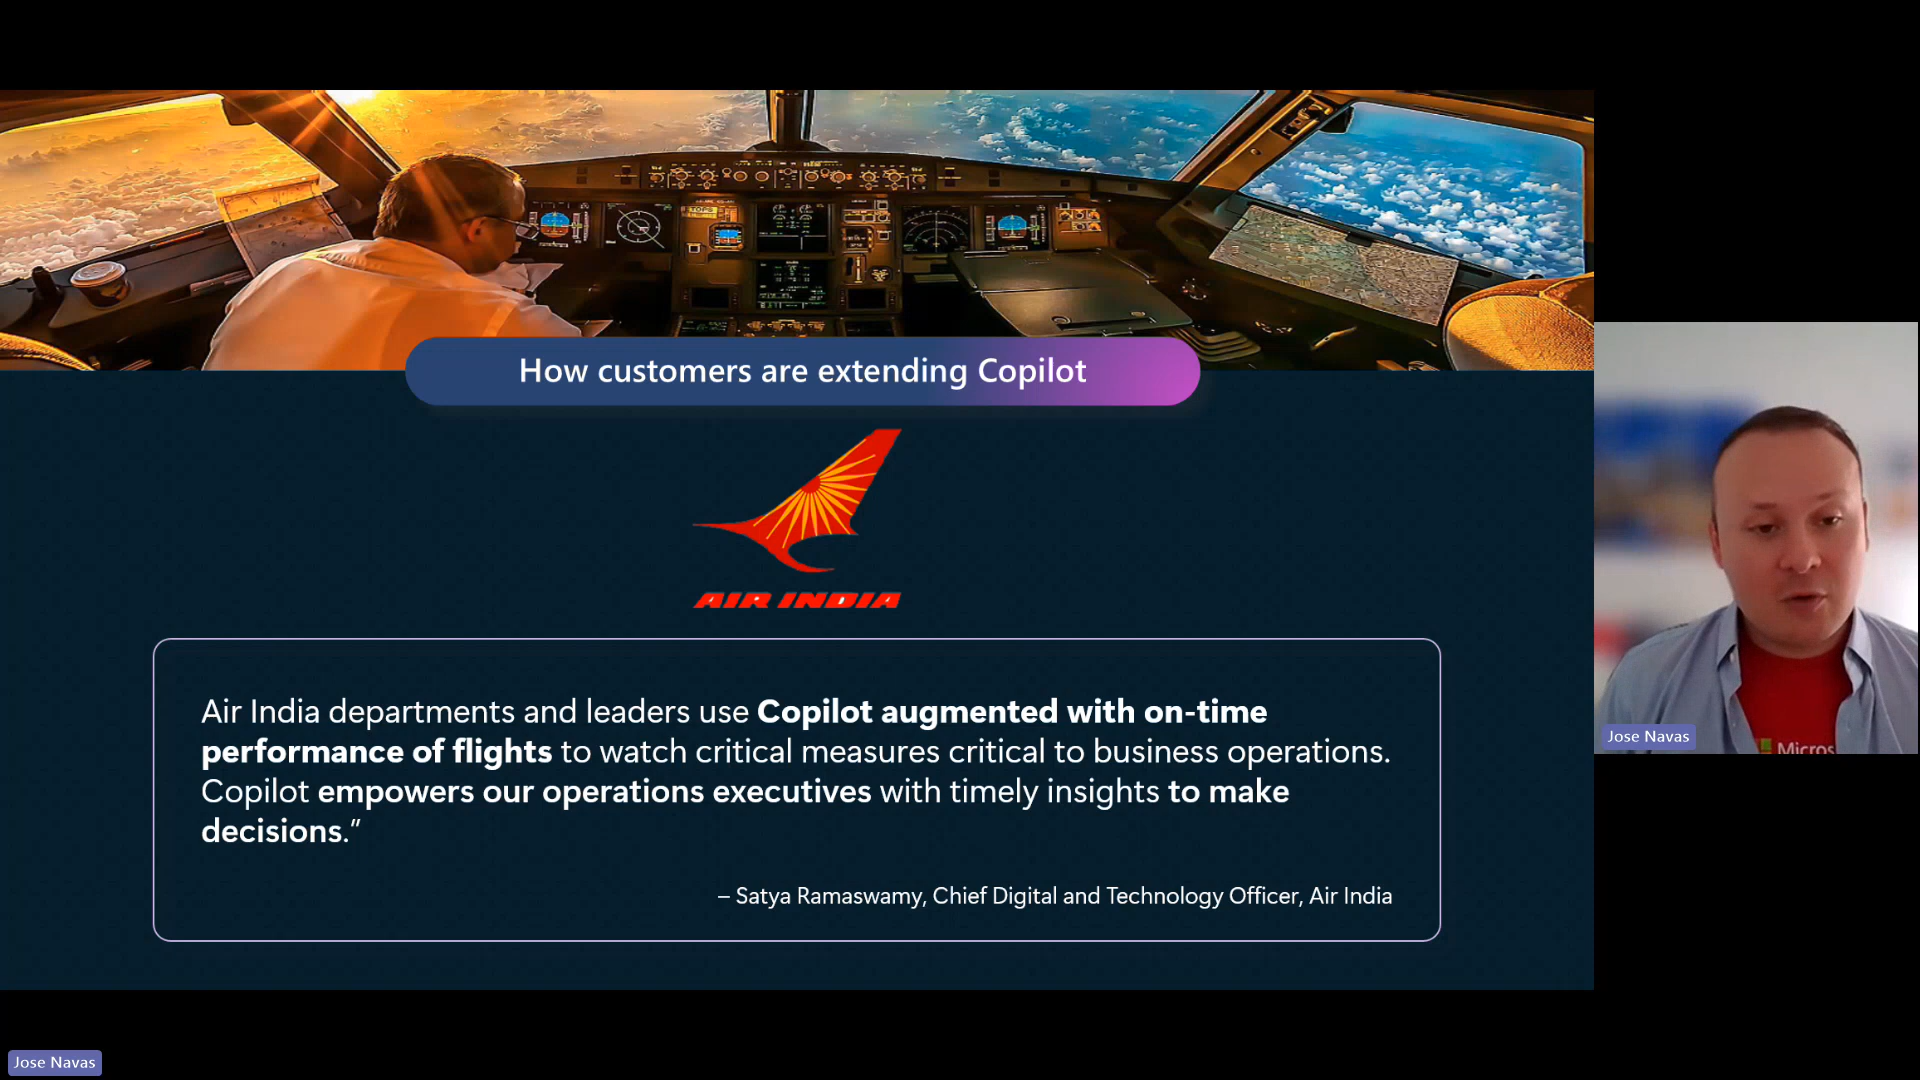 How customers are extending Copilot
AIR INDIA
Air India departments and leaders use Copilot augmented with on-time
performance of flights to watch critical measures critical to business operations.
Copilot empowers our operations executives with timely insights to make
decisions.”
– Satya Ramaswamy, Chief Digital and Technology Officer, Air India
Micros
Jose Navas
Jose Navas